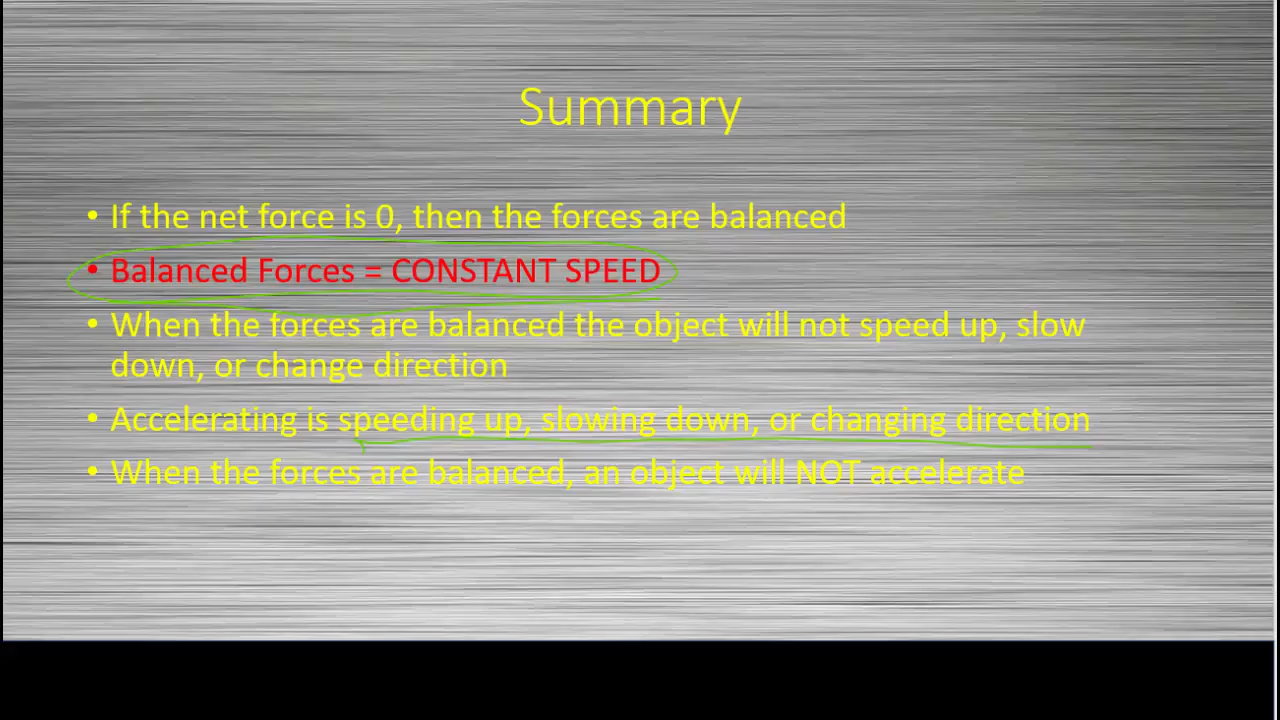 Summary
• If the net force is 0, then the forces are balanced
• Balanced Forces = CONSTANT SPEED
• When the forces are balanced the object will not speed up, slow
down, or change direction
• Accelerating is speeding up, slowing down, or changing direction
• When the forces are balanced, an object will NOT accelerate